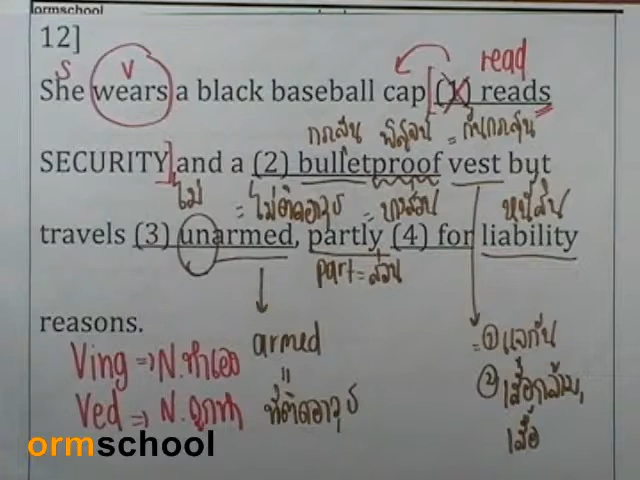 ormschool
12]
S V read
She wears a black baseball cap (1) reads
กระสุน พิสูจน์ = กันกระสุน
SECURITY, and a (2) bulletproof vest but
ไม่ = ไม่ติดอาวุธ = บางส่วน หนี้สิน
travels (3) unarmed, partly (4) for liability
part = ส่วน
reasons. armed = ① แจ็กเก็ต
Ving => N. ทำเอง = ② เสื้อกล้าม,
Ved => N. ถูกทำ ที่ติดอาวุธ เสื้อ
ormschool